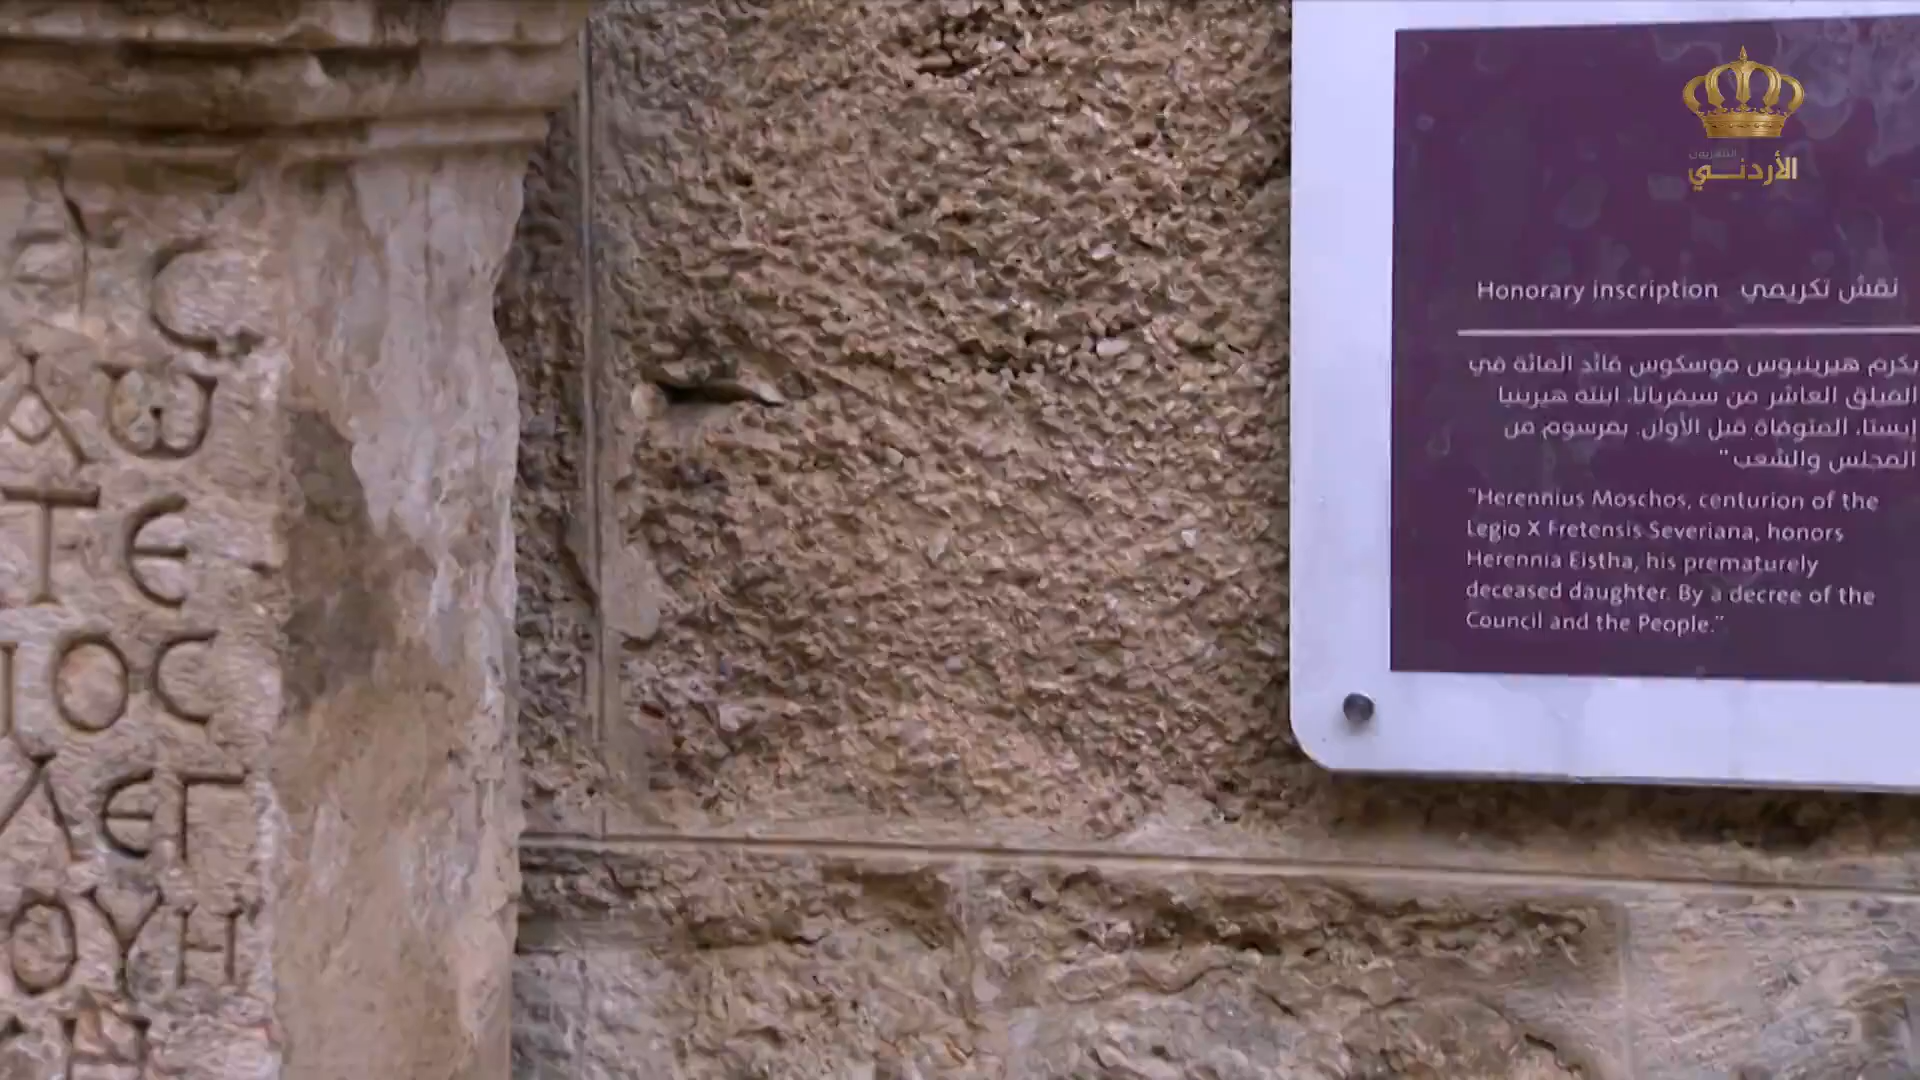 Ϲ
ΑΩ
ΤΕ
ΙΟϹ
ΛΕΓ
ΟΥΗ
التلفزيون
الأردني
Honorary inscription نقش تكريمي
يكرم هيرينيوس موسكوس قائد المائة في
الفيلق العاشر من سيفريانا، ابنته هيرينيا
إيستا، المتوفاة قبل الأوان. بمرسوم من
المجلس والشعب"
"Herennius Moschos, centurion of the
Legio X Fretensis Severiana, honors
Herennia Eistha, his prematurely
deceased daughter. By a decree of the
Council and the People."